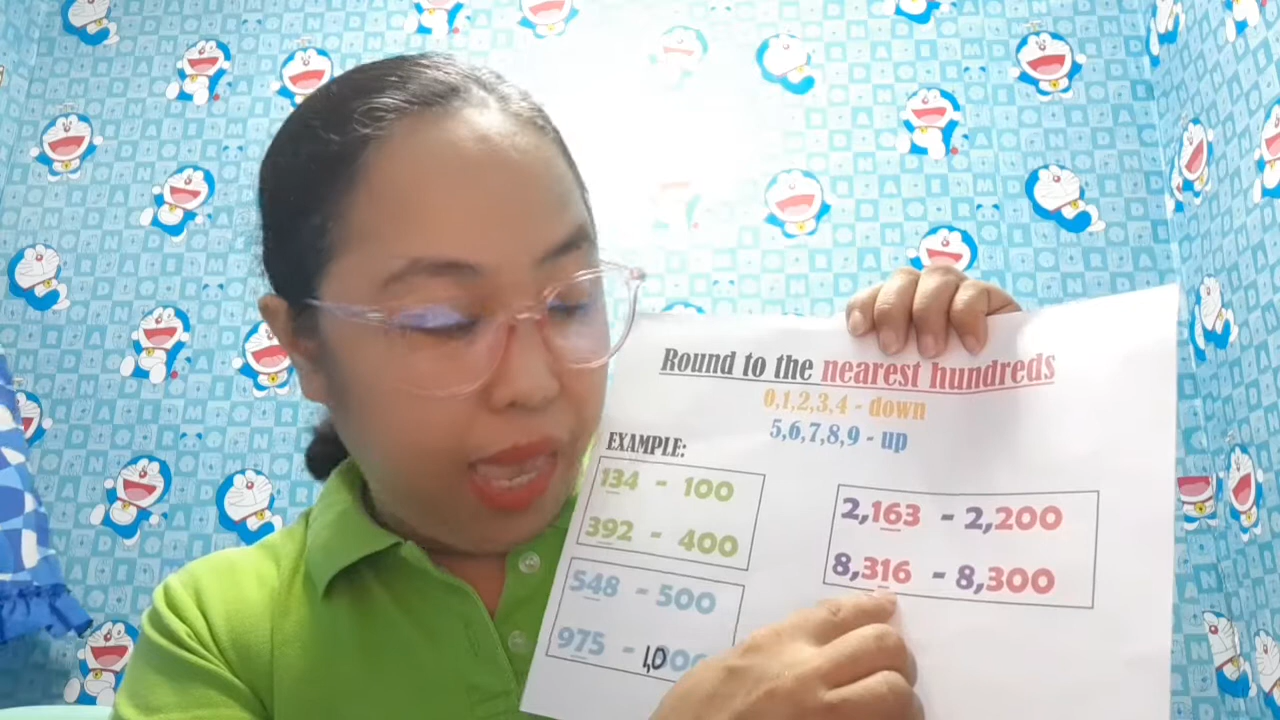 Round to the nearest hundreds
0,1,2,3,4 - down
5,6,7,8,9 - up
EXAMPLE:
134 - 100
392 - 400
548 - 500
975 - 1,000
2,163 - 2,200
8,316 - 8,300